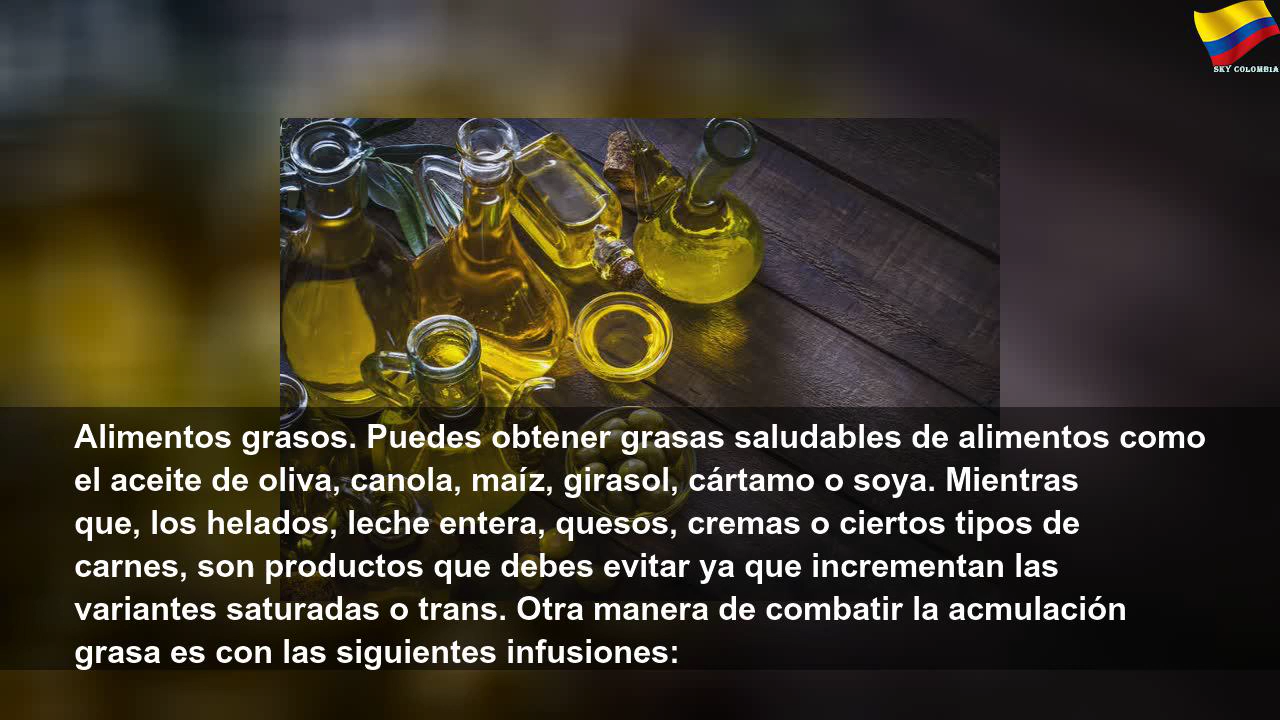 SKY COLOMBIA
Alimentos grasos. Puedes obtener grasas saludables de alimentos como
el aceite de oliva, canola, maíz, girasol, cártamo o soya. Mientras
que, los helados, leche entera, quesos, cremas o ciertos tipos de
carnes, son productos que debes evitar ya que incrementan las
variantes saturadas o trans. Otra manera de combatir la acmulación
grasa es con las siguientes infusiones: